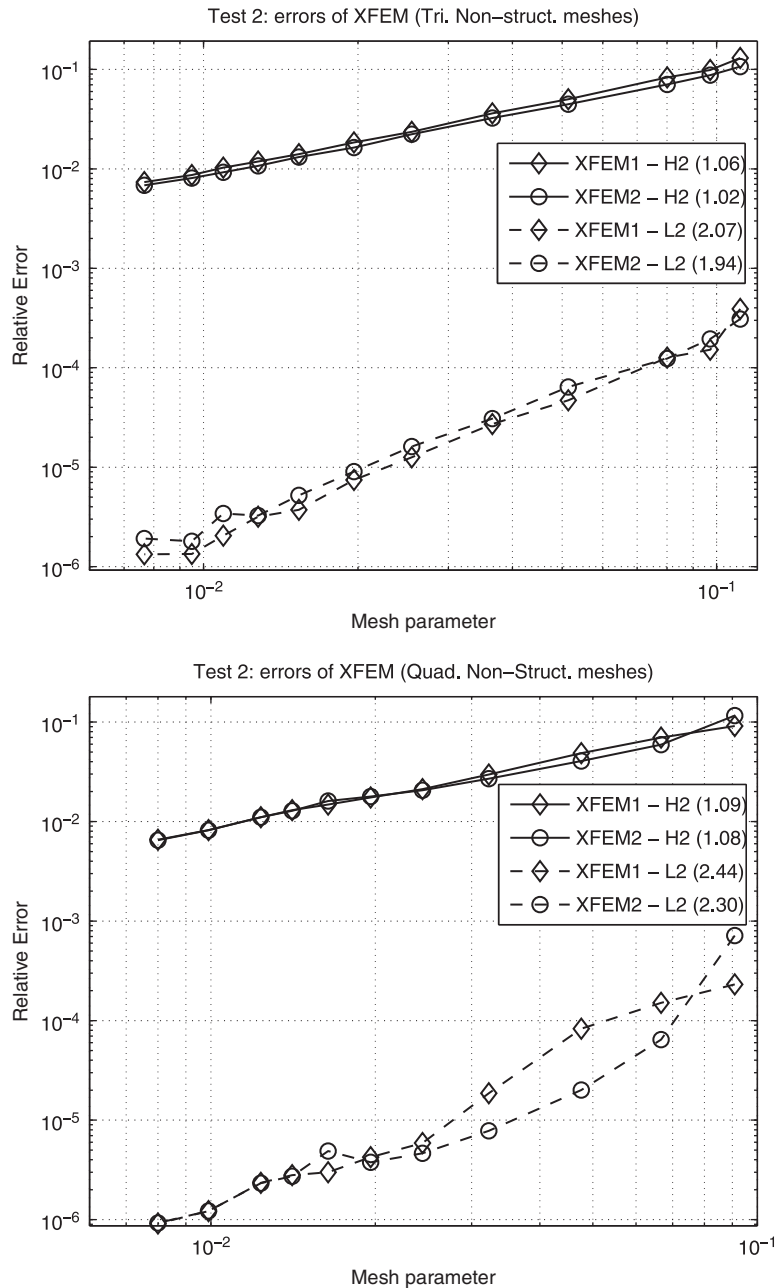 Test 2: errors of XFEM (Tri. Non–struct. meshes)
10⁻¹
10⁻²
10⁻³
10⁻⁴
10⁻⁵
10⁻⁶
Relative Error
XFEM1 – H2 (1.06)
XFEM2 – H2 (1.02)
XFEM1 – L2 (2.07)
XFEM2 – L2 (1.94)
10⁻² 10⁻¹
Mesh parameter
Test 2: errors of XFEM (Quad. Non–Struct. meshes)
10⁻¹
10⁻²
10⁻³
10⁻⁴
10⁻⁵
10⁻⁶
Relative Error
XFEM1 – H2 (1.09)
XFEM2 – H2 (1.08)
XFEM1 – L2 (2.44)
XFEM2 – L2 (2.30)
10⁻² 10⁻¹
Mesh parameter